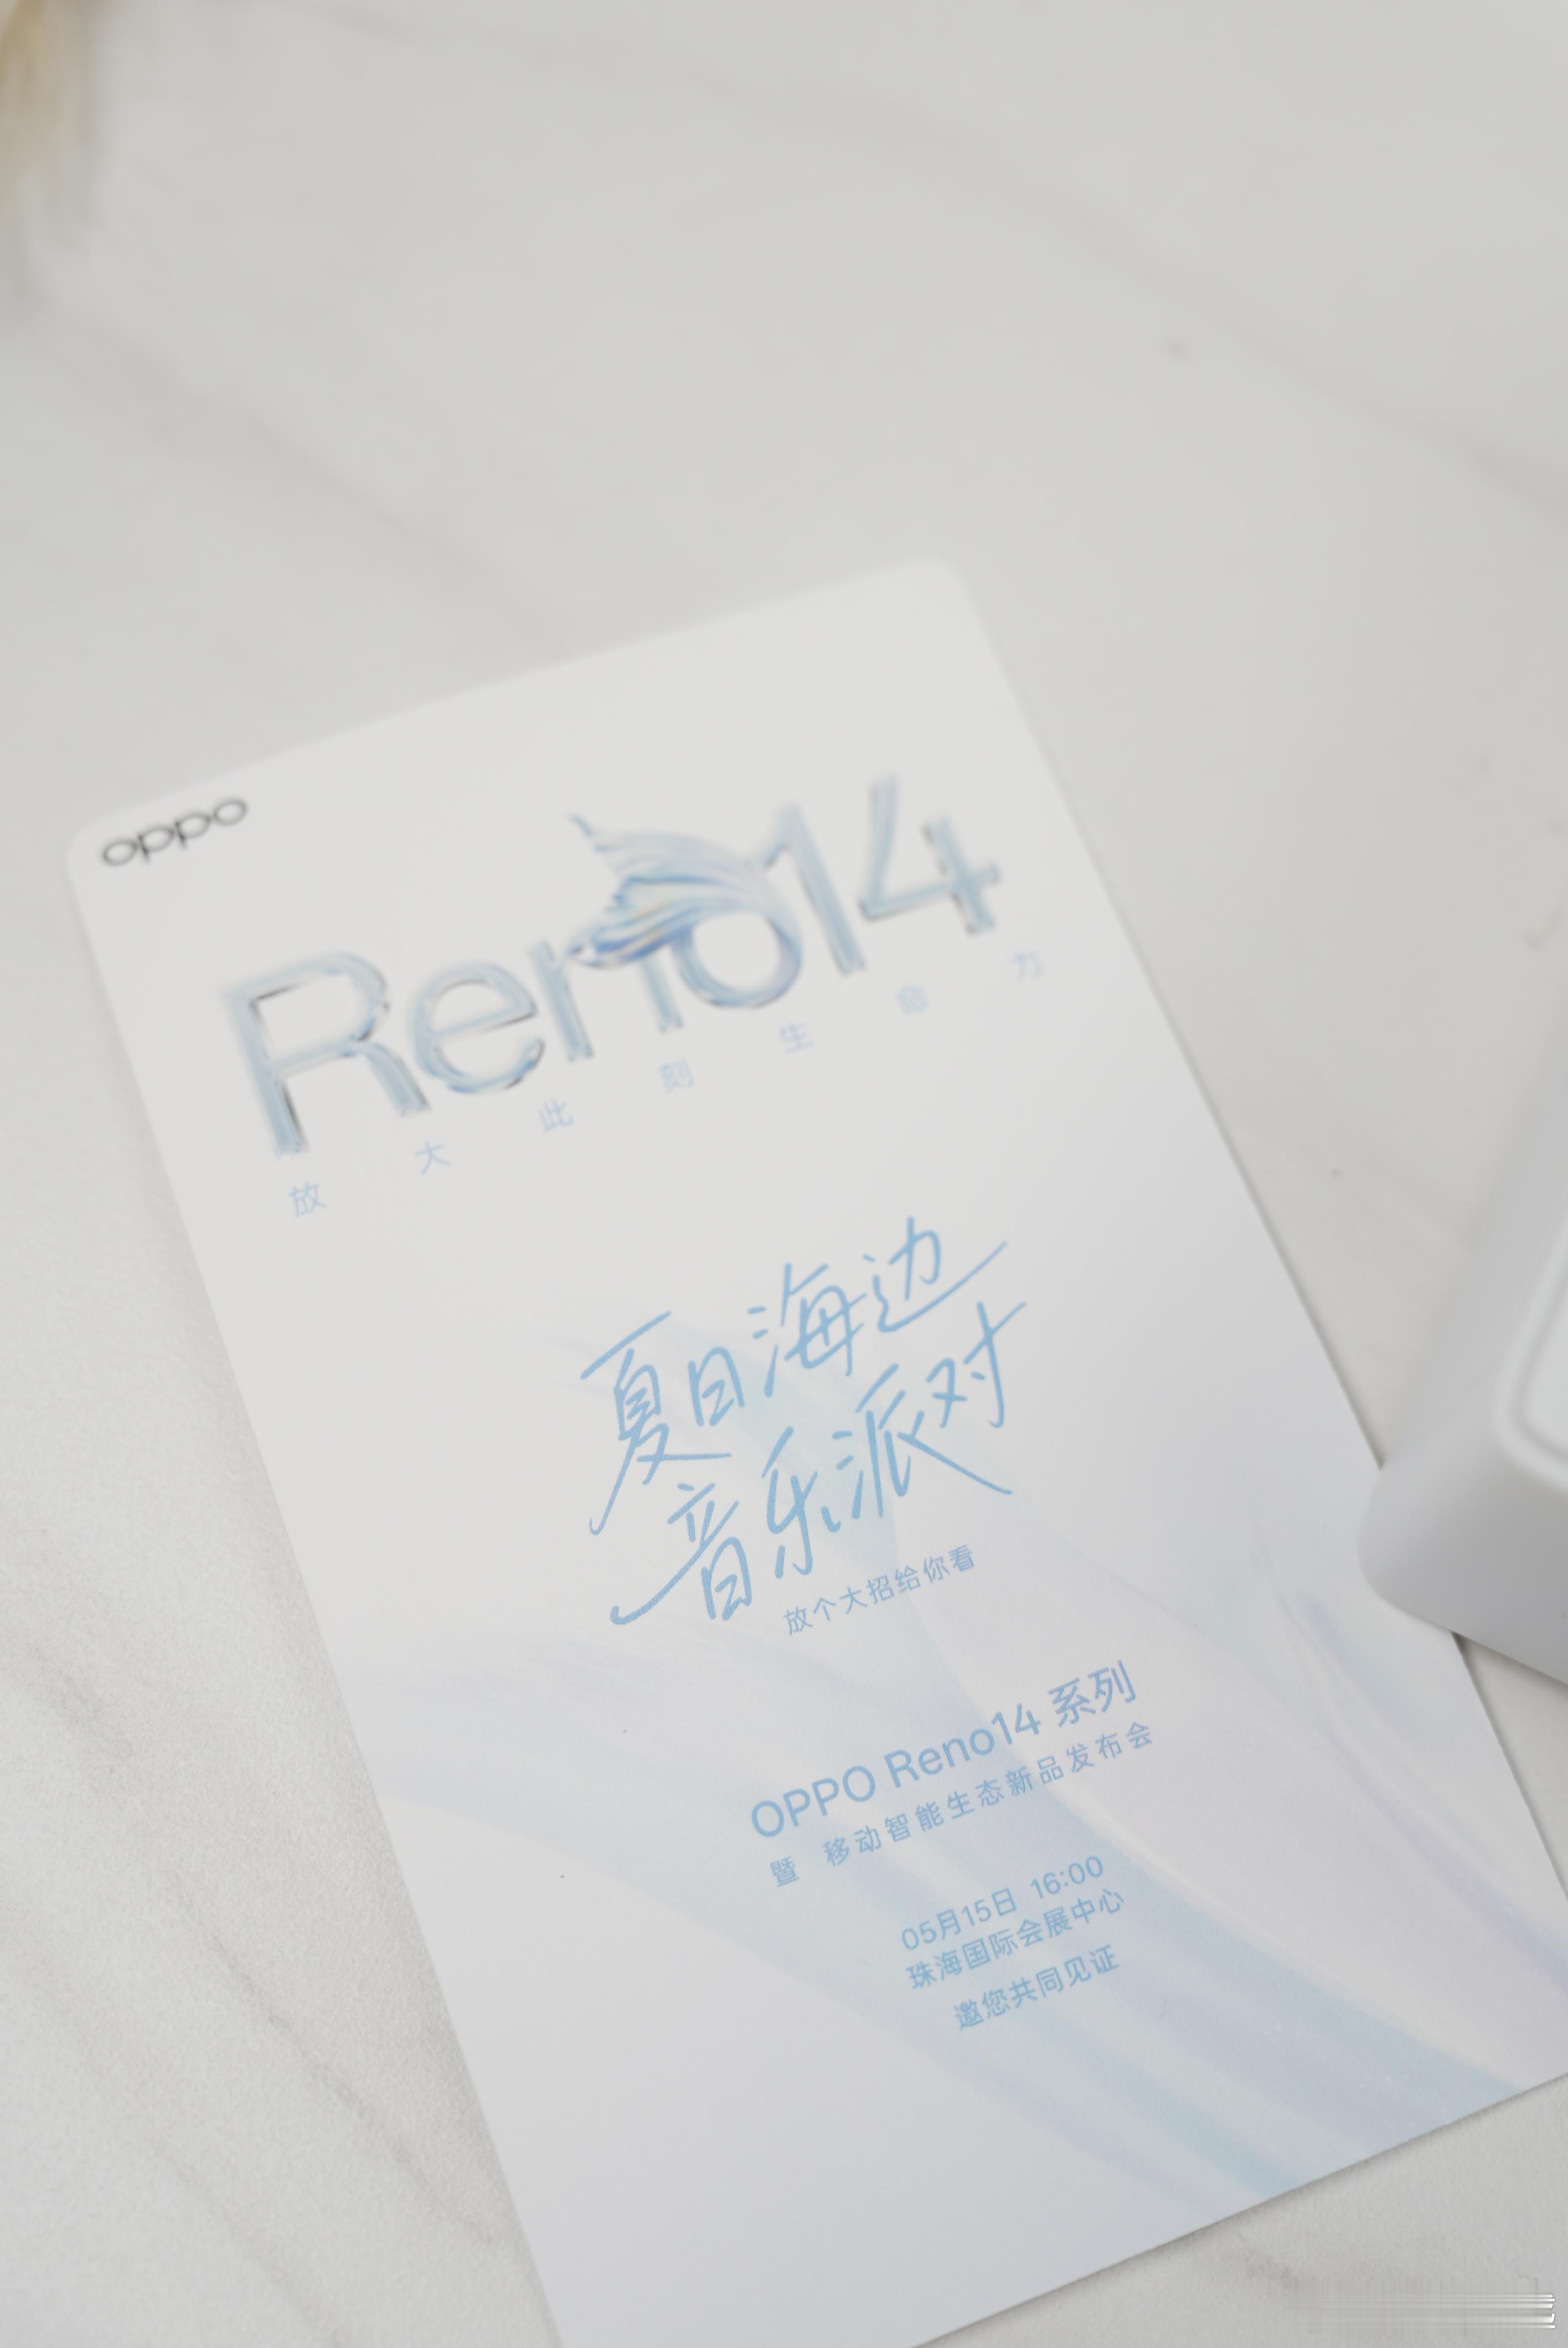 oppo
Reno14
放大此刻生命力
夏日海边
音乐派对
放个大招给你看
OPPO Reno14 系列
暨 移动智能生态新品发布会
05月15日 16:00
珠海国际会展中心
邀您共同见证